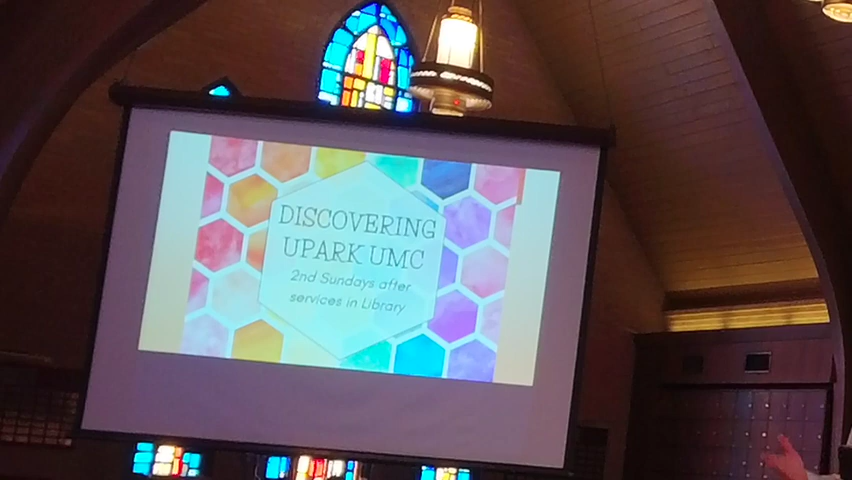 DISCOVERING
UPARK UMC
2nd Sundays after
services in Library